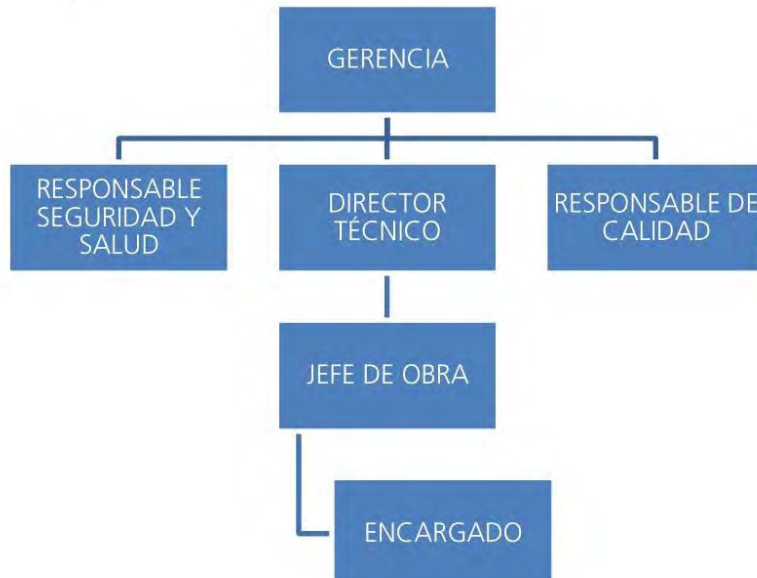 GERENCIA
RESPONSABLE
SEGURIDAD Y
SALUD
DIRECTOR
TÉCNICO
RESPONSABLE DE
CALIDAD
JEFE DE OBRA
ENCARGADO